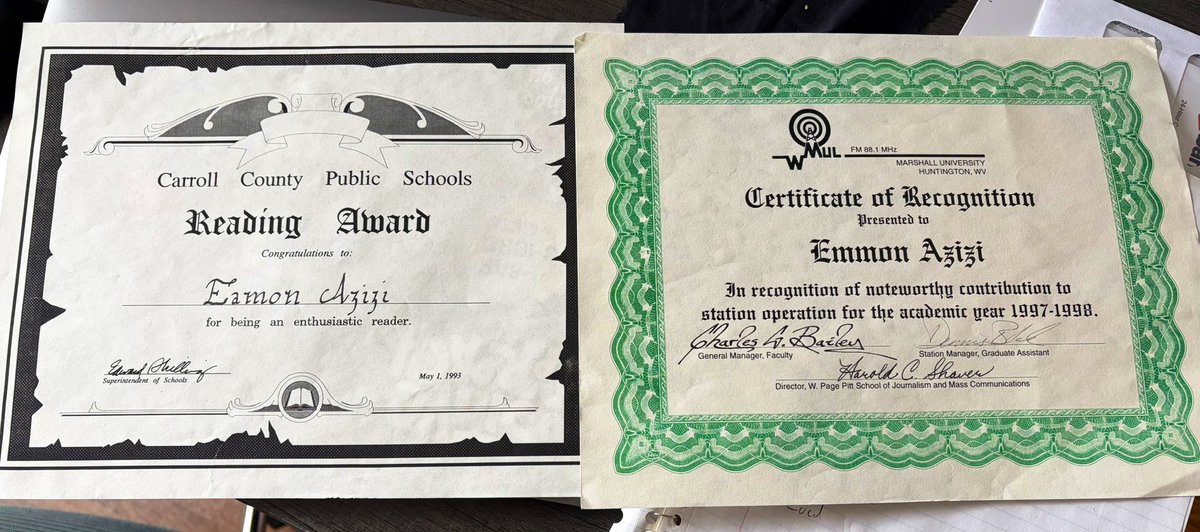 Carroll County Public Schools
Reading Award
Congratulations to:
Eamon Azizi
for being an enthusiastic reader.
Superintendent of Schools
May 1, 1993
WMUL FM 88.1 MHz
MARSHALL UNIVERSITY
HUNTINGTON, WV
Certificate of Recognition
Presented to
Emmon Azizi
In recognition of noteworthy contribution to
station operation for the academic year 1997-1998.
Charles G. Bailey
General Manager, Faculty
Station Manager, Graduate Assistant
Harold C. Shaver
Director, W. Page Pitt School of Journalism and Mass Communications